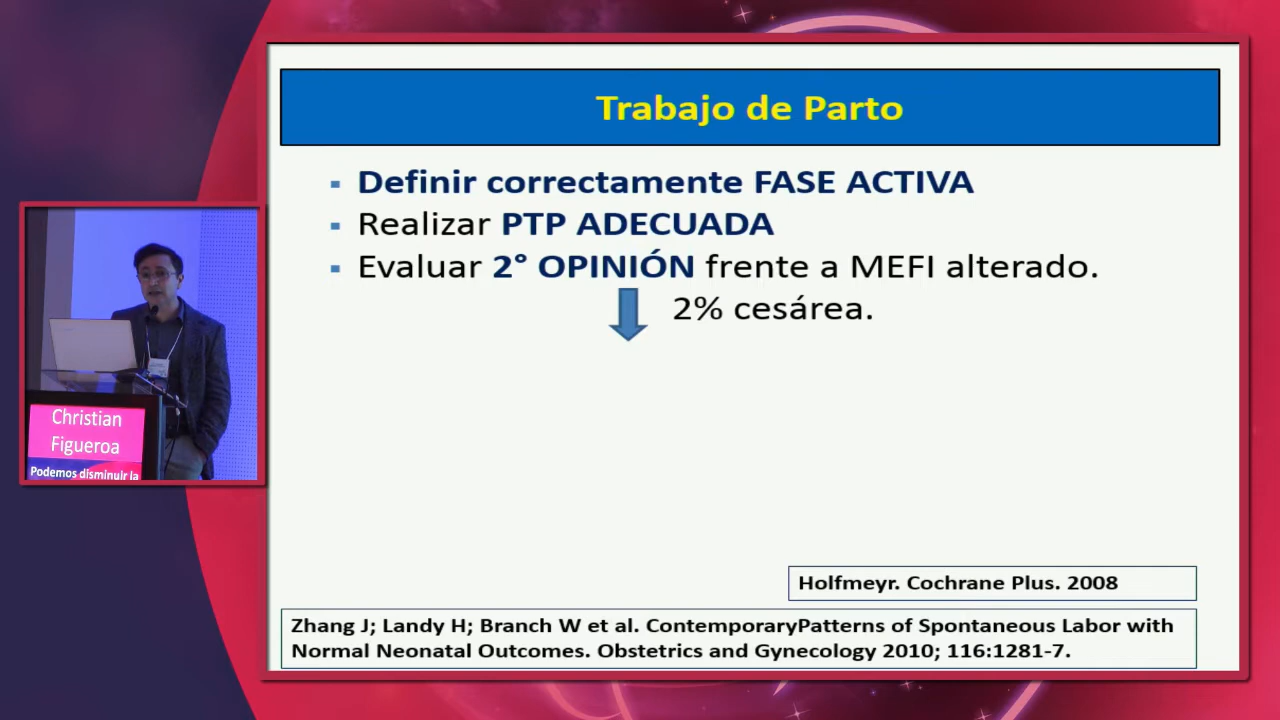 Trabajo de Parto
Definir correctamente FASE ACTIVA
Realizar PTP ADECUADA
Evaluar 2° OPINIÓN frente a MEFI alterado.
2% cesárea.
Christian
Figueroa
Podemos disminuir la
Holfmeyr. Cochrane Plus. 2008
Zhang J; Landy H; Branch W et al. ContemporaryPatterns of Spontaneous Labor with
Normal Neonatal Outcomes. Obstetrics and Gynecology 2010; 116:1281-7.